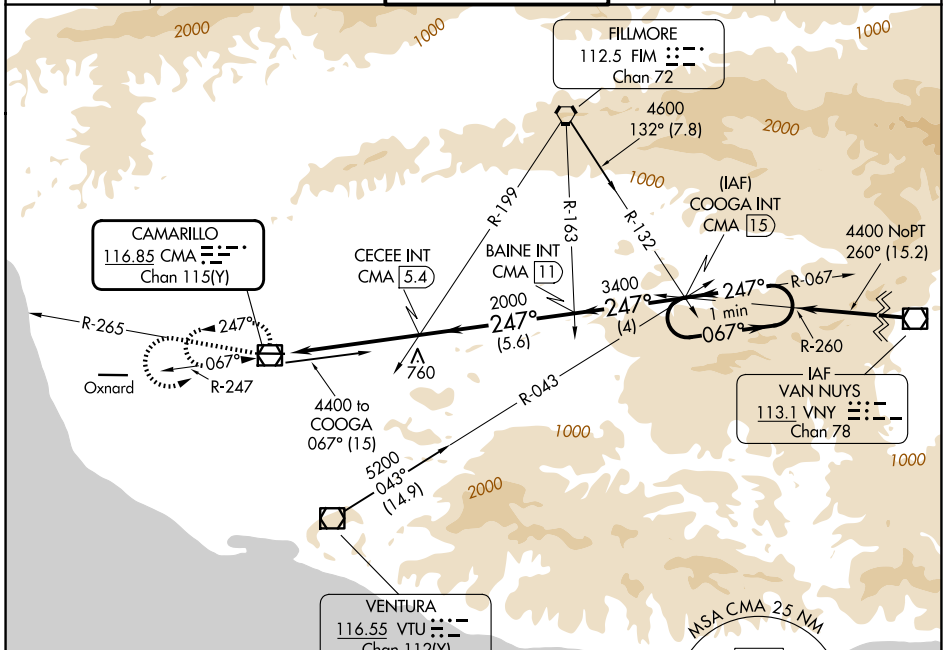 2000
1000
1000
FILLMORE
112.5 FIM
Chan 72
4600
132° (7.8)
2000
1000
(IAF)
COOGA INT
CMA 15
4400 NoPT
260° (15.2)
R-199
R-163
R-132
CAMARILLO
116.85 CMA
Chan 115(Y)
CECEE INT
CMA 5.4
BAINE INT
CMA 11
R-067
3400
247°
(4)
247°
1 min
067°
2000
247°
(5.6)
R-260
R-265
247°
067°
R-247
Oxnard
760
4400 to
COOGA
067° (15)
R-043
IAF
VAN NUYS
113.1 VNY
Chan 78
1000
1000
5200
043°
(14.9)
2000
VENTURA
116.55 VTU
Chan 112(Y)
MSA CMA 25 NM